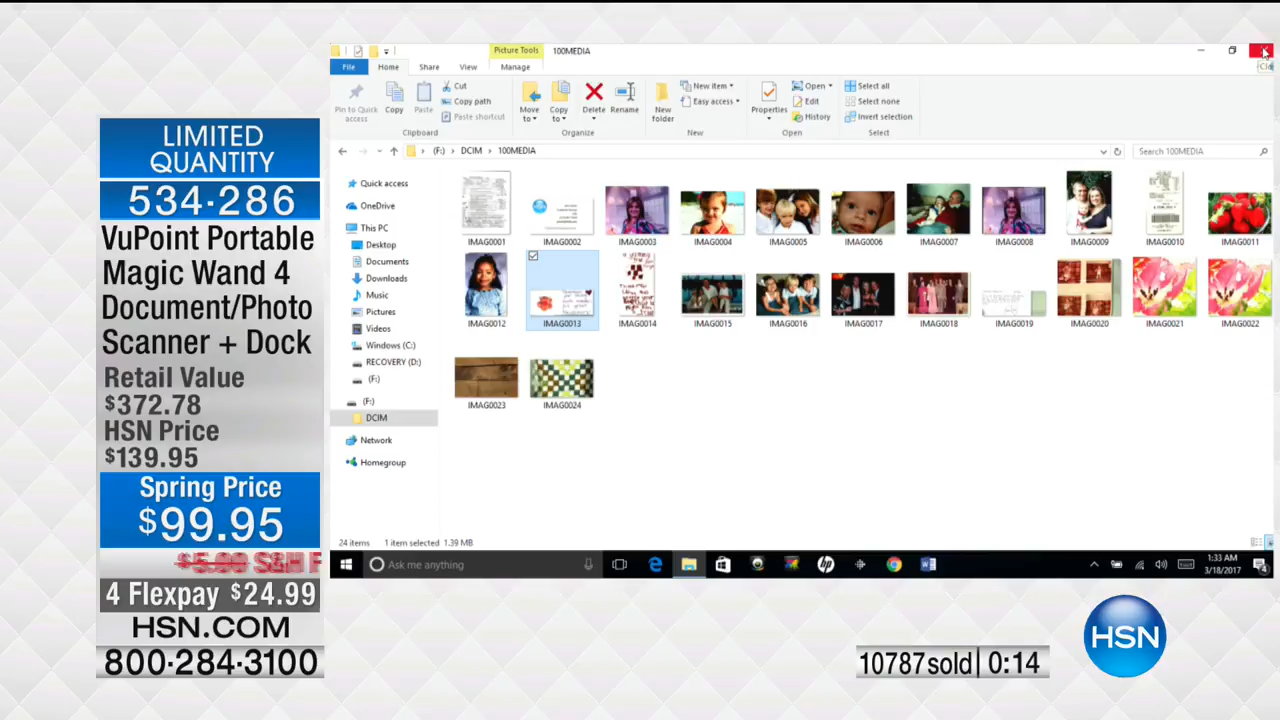 LIMITED
QUANTITY
534·286
VuPoint Portable
Magic Wand 4
Document/Photo
Scanner + Dock
Retail Value
$372.78
HSN Price
$139.95
Spring Price
$99.95
$5.00 S&H F
4 Flexpay $24.99
HSN.COM
800·284·3100
Picture Tools 100MEDIA
File Home Share View Manage
Pin to Quick access
Copy
Paste
Cut
Copy path
Paste shortcut
Clipboard
Move to
Copy to
Delete
Rename
Organize
New folder
New item
Easy access
New
Properties
Open
Edit
History
Open
Select all
Select none
Invert selection
Select
(F:) DCIM 100MEDIA
Search 100MEDIA
Quick access
OneDrive
This PC
Desktop
Documents
Downloads
Music
Pictures
Videos
Windows (C:)
RECOVERY (D:)
(F:)
(F:)
DCIM
Network
Homegroup
IMAG0001 IMAG0002 IMAG0003 IMAG0004 IMAG0005 IMAG0006 IMAG0007 IMAG0008 IMAG0009 IMAG0010 IMAG0011
IMAG0012 IMAG0013 IMAG0014 IMAG0015 IMAG0016 IMAG0017 IMAG0018 IMAG0019 IMAG0020 IMAG0021 IMAG0022
IMAG0023 IMAG0024
24 items 1 item selected 1.39 MB
Ask me anything
hp
1:33 AM
3/18/2017
4
HSN
10787 sold 0:14